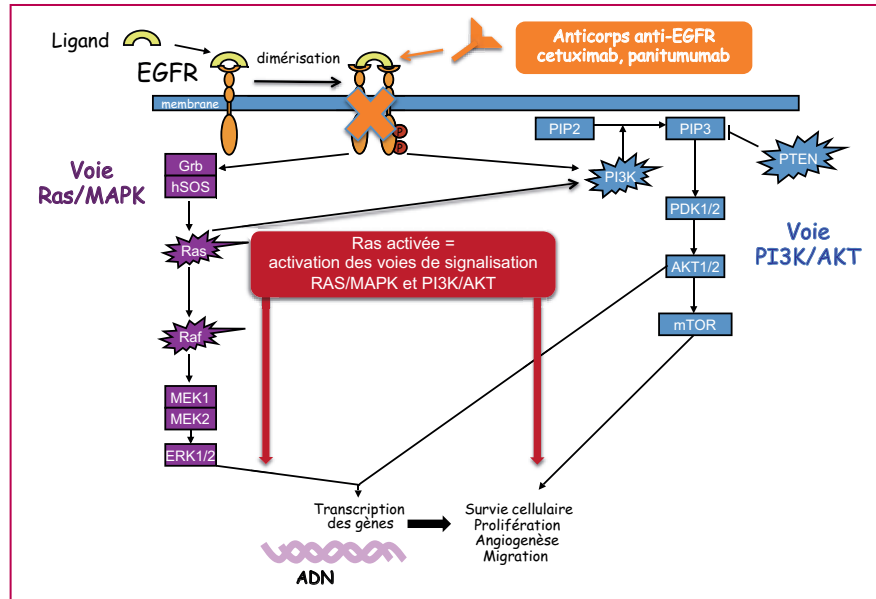 Ligand
EGFR
dimérisation
Anticorps anti-EGFR
cetuximab, panitumumab
membrane
P
P
PIP2
PIP3
PTEN
PI3K
Voie
Ras/MAPK
Grb
hSOS
PDK1/2
Voie
PI3K/AKT
Ras
Ras activée =
activation des voies de signalisation
RAS/MAPK et PI3K/AKT
AKT1/2
mTOR
Raf
MEK1
MEK2
ERK1/2
Transcription
des gènes
Survie cellulaire
Prolifération
Angiogenèse
Migration
ADN